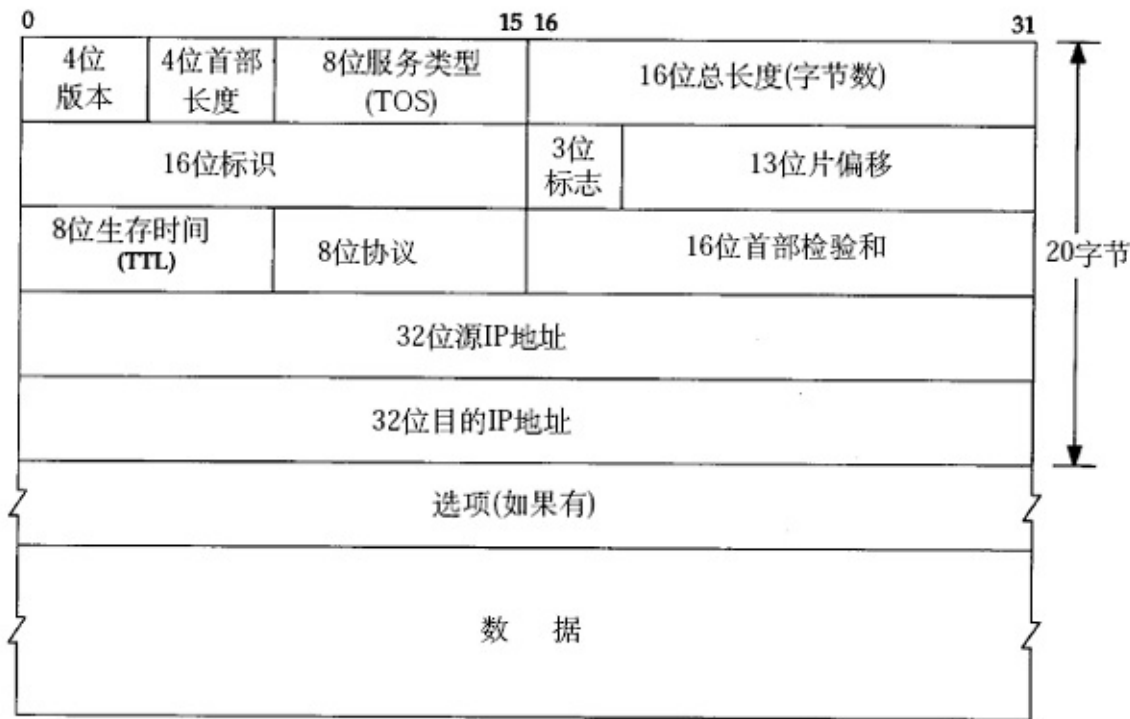 0 15 16 31
4位 4位首部 8位服务类型 16位总长度(字节数)
版本 长度 (TOS)
16位标识 3位 13位片偏移
标志
8位生存时间 8位协议 16位首部检验和 20字节
(TTL)
32位源IP地址
32位目的IP地址
选项(如果有)
数 据